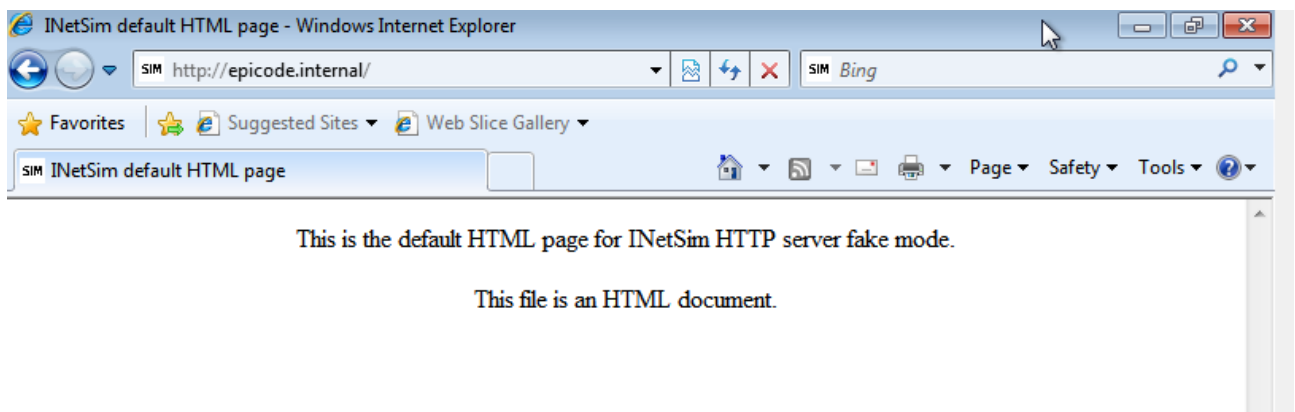 INetSim default HTML page - Windows Internet Explorer
SIM http://epicode.internal/ SIM Bing
Favorites Suggested Sites Web Slice Gallery
SIM INetSim default HTML page Page Safety Tools
This is the default HTML page for INetSim HTTP server fake mode.
This file is an HTML document.